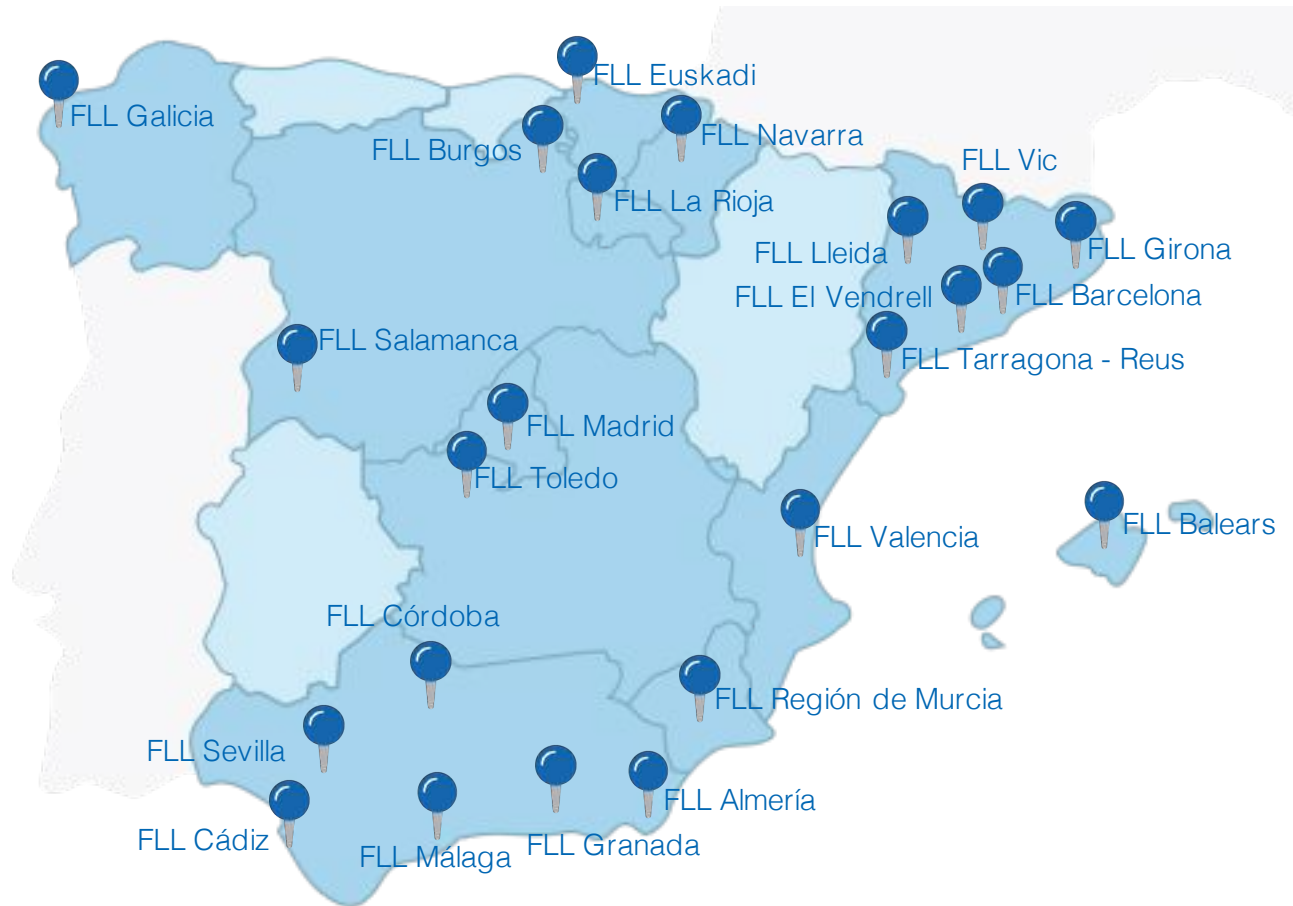 FLL Euskadi
FLL Galicia
FLL Navarra
FLL Burgos
FLL Vic
FLL La Rioja
FLL Lleida
FLL Girona
FLL El Vendrell
FLL Barcelona
FLL Salamanca
FLL Tarragona - Reus
FLL Madrid
FLL Toledo
FLL Balears
FLL Valencia
FLL Córdoba
FLL Región de Murcia
FLL Sevilla
FLL Almería
FLL Cádiz
FLL Granada
FLL Málaga